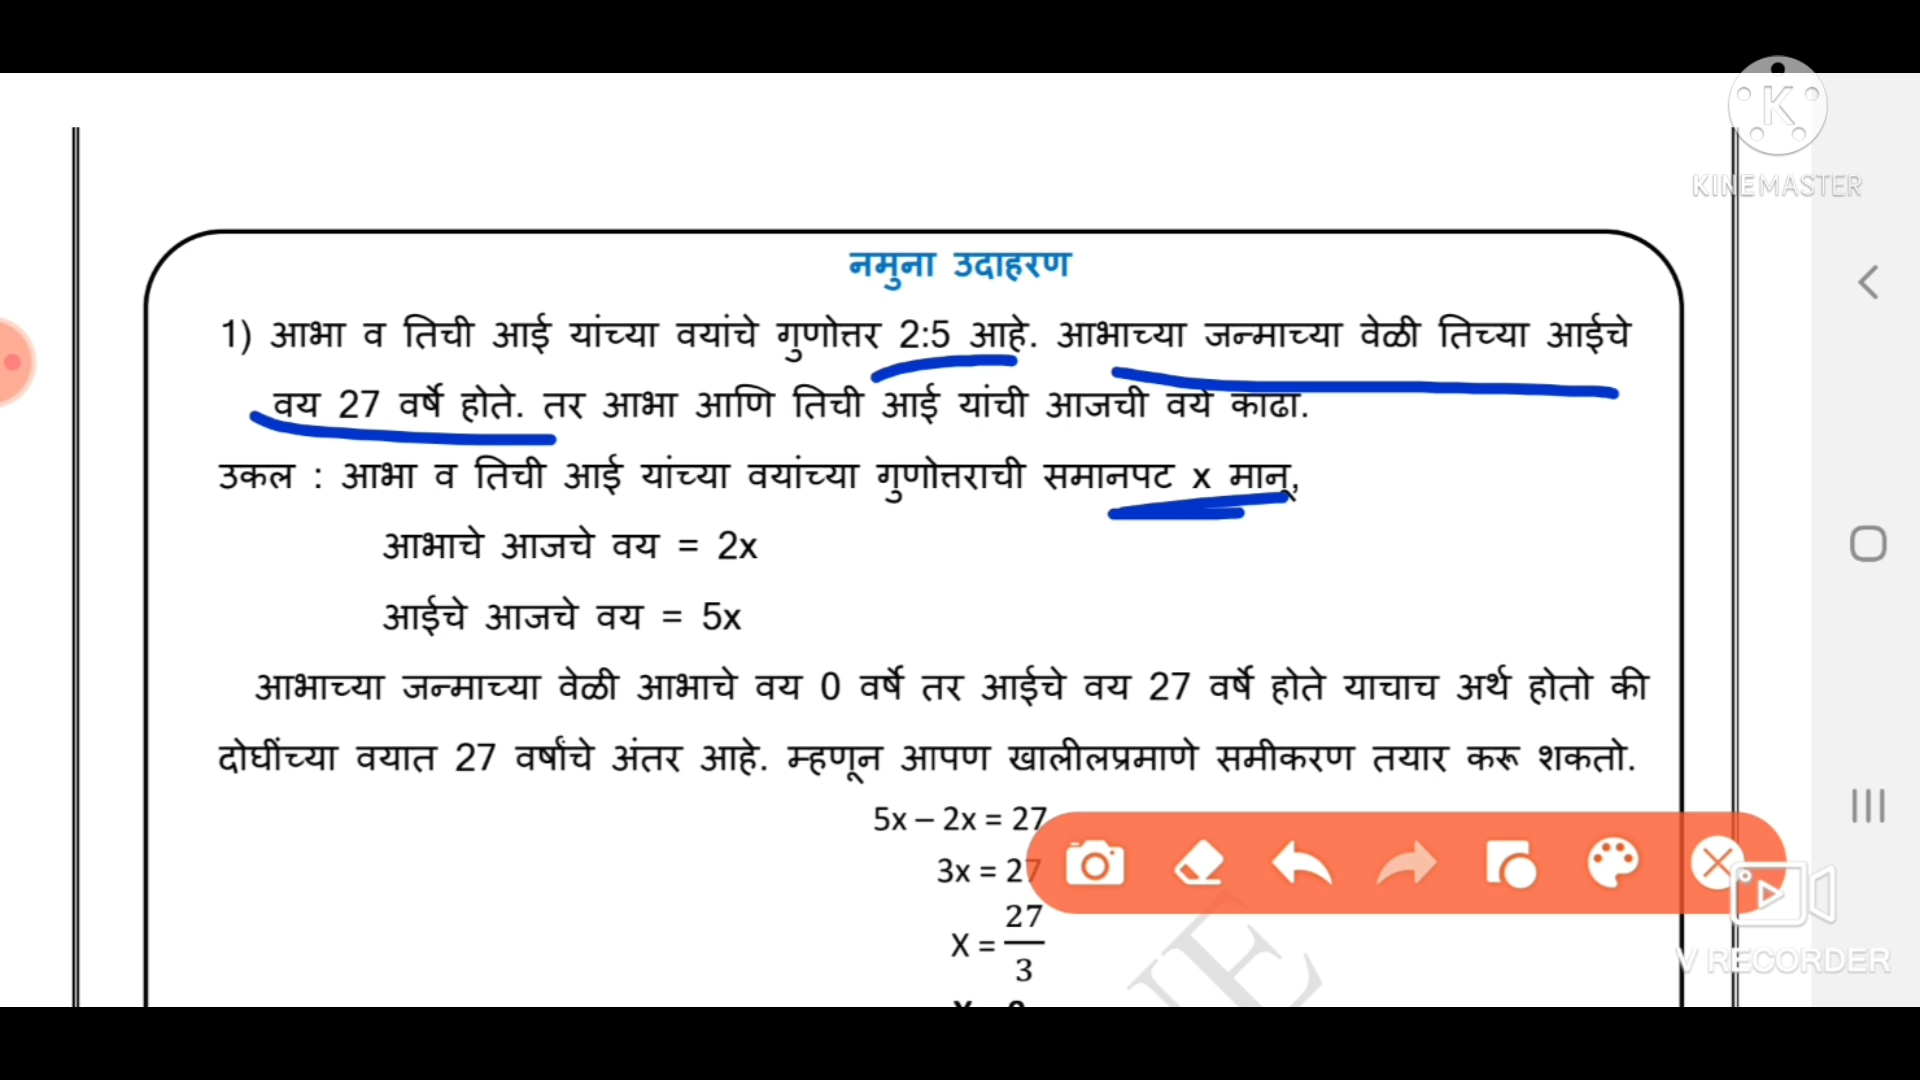 KINEMASTER
नमुना उदाहरण
1) आभा व तिची आई यांच्या वयांचे गुणोत्तर 2:5 आहे. आभाच्या जन्माच्या वेळी तिच्या आईचे
वय 27 वर्षे होते. तर आभा आणि तिची आई यांची आजची वये काढा.
उकल : आभा व तिची आई यांच्या वयांच्या गुणोत्तराची समानपट x मानू,
आभाचे आजचे वय = 2x
आईचे आजचे वय = 5x
आभाच्या जन्माच्या वेळी आभाचे वय 0 वर्षे तर आईचे वय 27 वर्षे होते याचाच अर्थ होतो की
दोघींच्या वयात 27 वर्षांचे अंतर आहे. म्हणून आपण खालीलप्रमाणे समीकरण तयार करू शकतो.
5x – 2x = 27
3x = 27
X = 27/3
V RECORDER